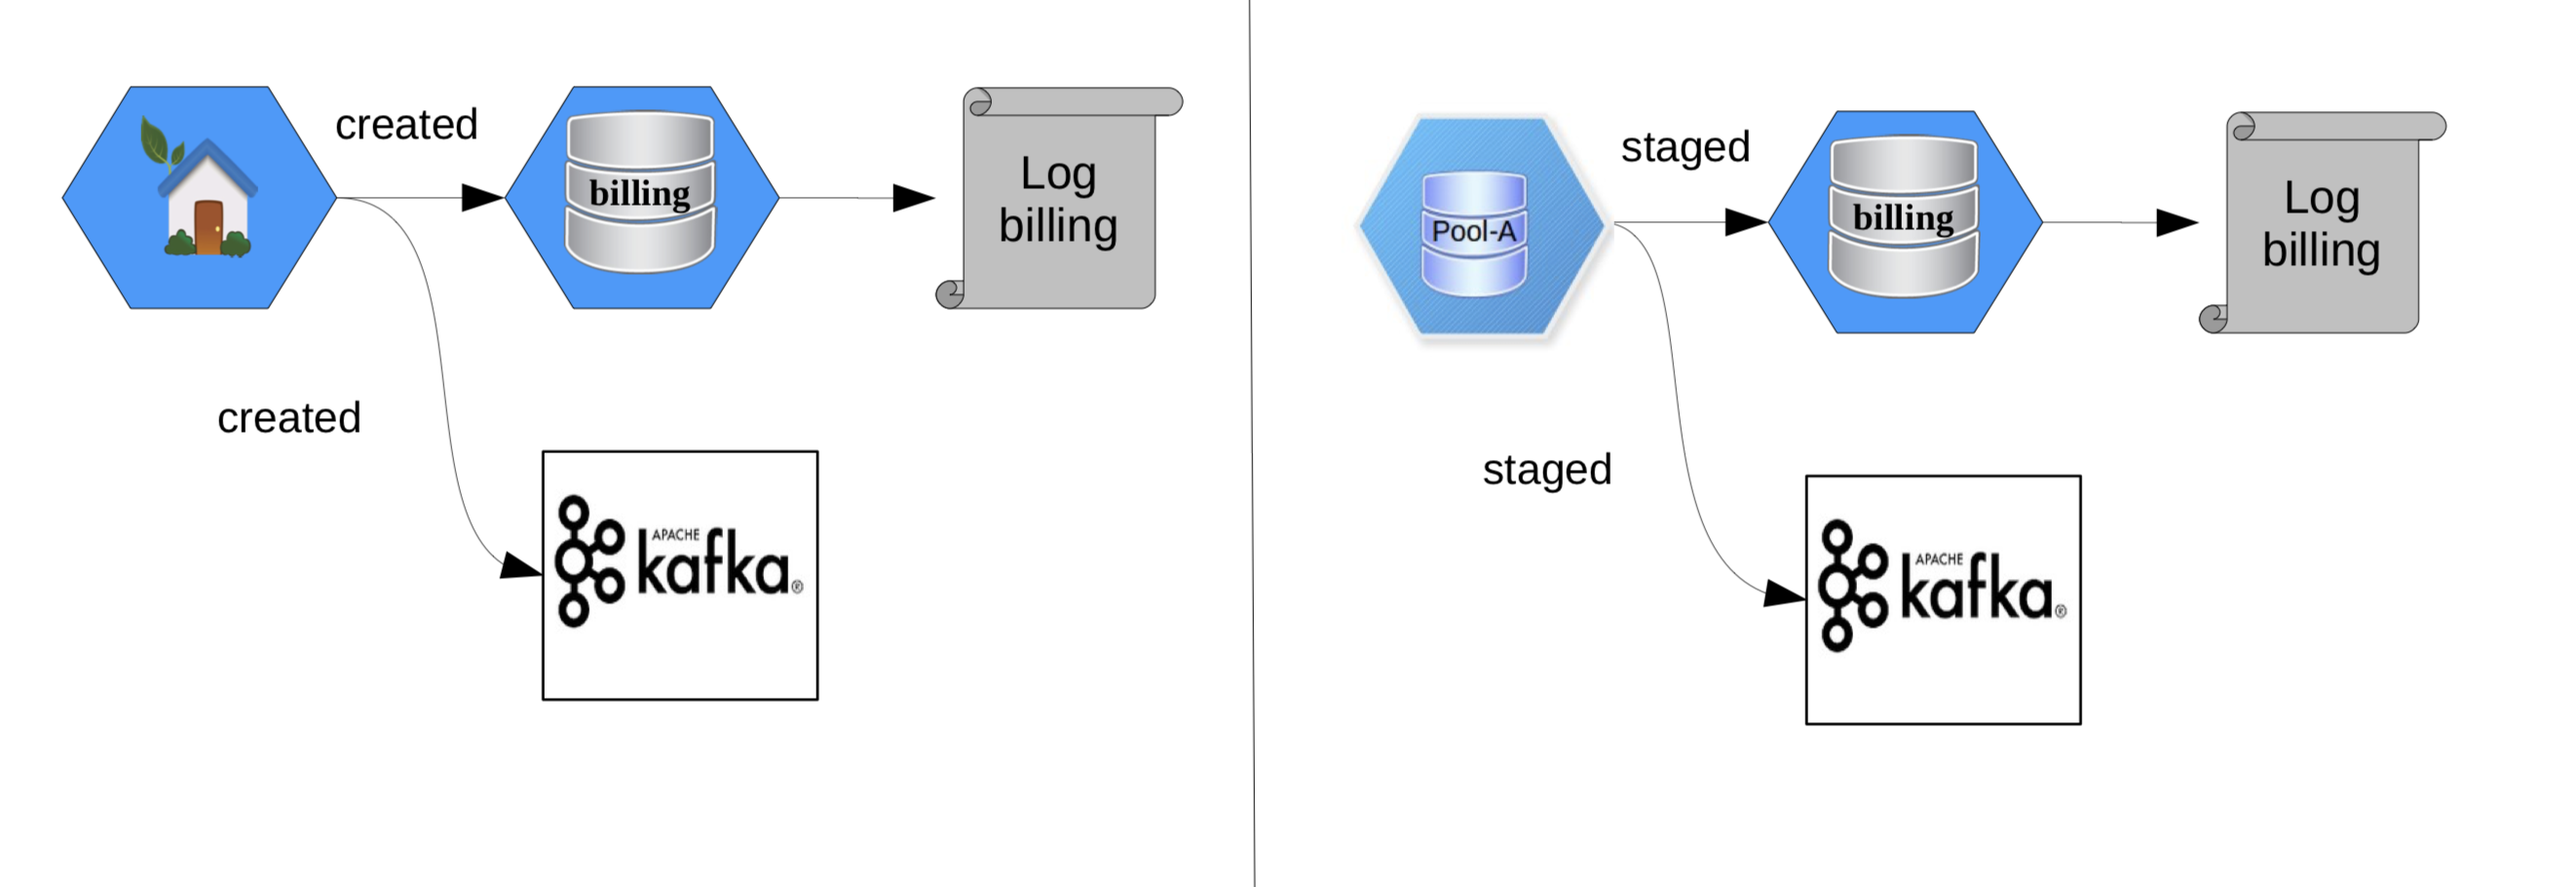 created
billing
Log
billing
created
APACHE
kafka®
staged
Pool-A
billing
Log
billing
staged
APACHE
kafka®